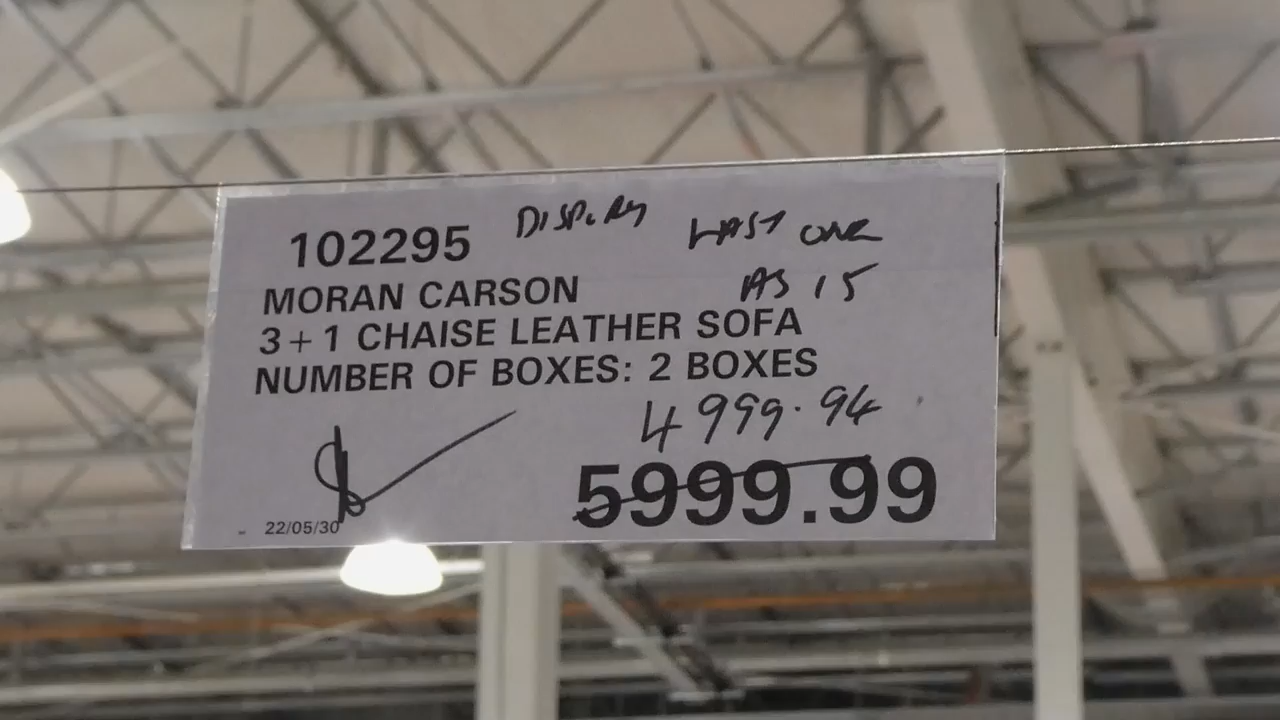 102295 DISPLAY LAST ONE
MORAN CARSON AS IS
3+1 CHAISE LEATHER SOFA
NUMBER OF BOXES: 2 BOXES
4999.94
5999.99
22/05/30